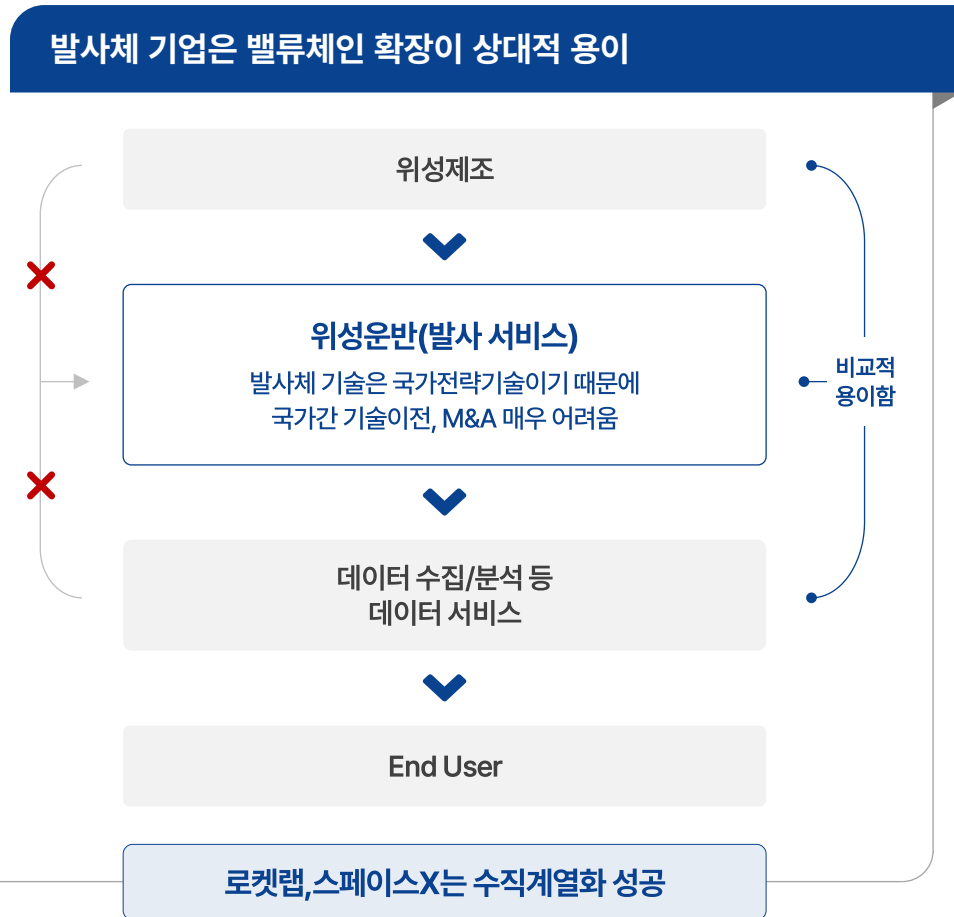 발사체 기업은 밸류체인 확장이 상대적 용이
위성제조
위성운반(발사 서비스)
발사체 기술은 국가전략기술이기 때문에
국가간 기술이전, M&A 매우 어려움
비교적
용이함
데이터 수집/분석 등
데이터 서비스
End User
로켓랩,스페이스X는 수직계열화 성공